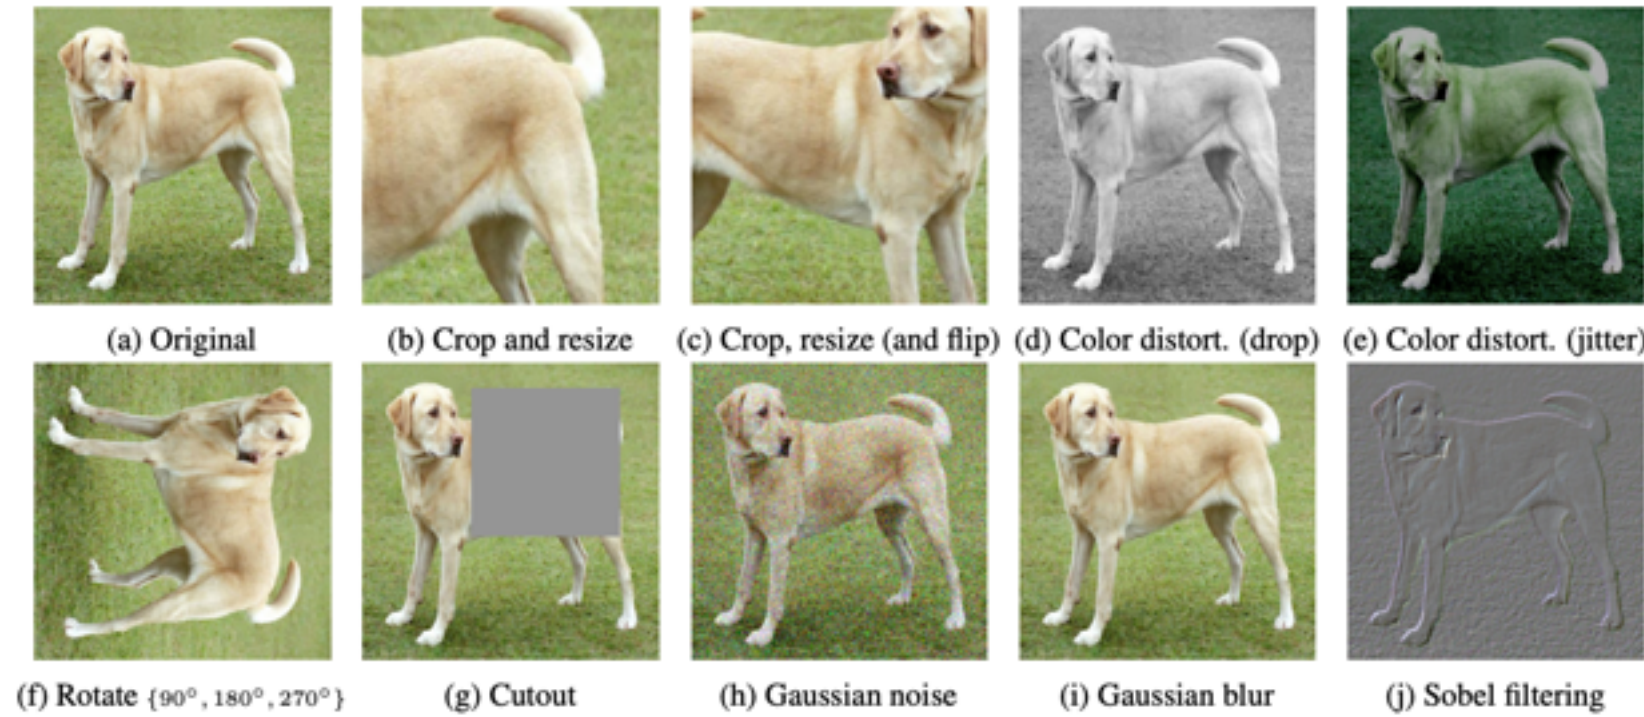 (a) Original
(b) Crop and resize
(c) Crop, resize (and flip)
(d) Color distort. (drop)
(e) Color distort. (jitter)
(f) Rotate {90°, 180°, 270°}
(g) Cutout
(h) Gaussian noise
(i) Gaussian blur
(j) Sobel filtering